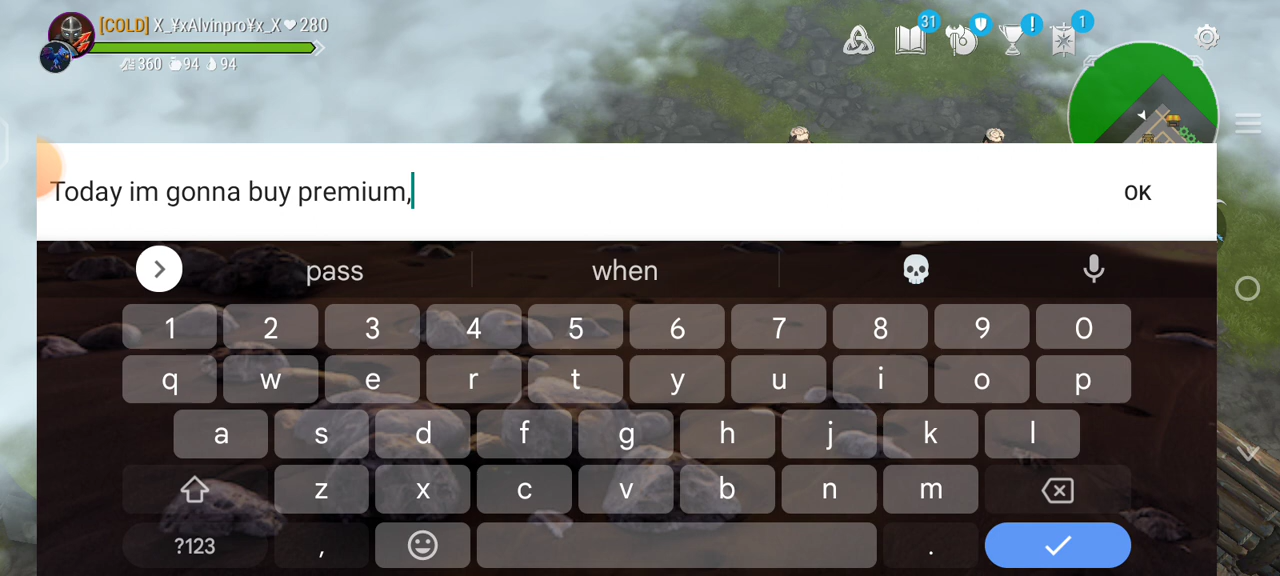 [COLD] X_¥xAlvinpro¥x_X 280
360 94 94
31
!
1
Today im gonna buy premium,
OK
pass when
1 2 3 4 5 6 7 8 9 0
q w e r t y u i o p
a s d f g h j k l
z x c v b n m
?123 , .